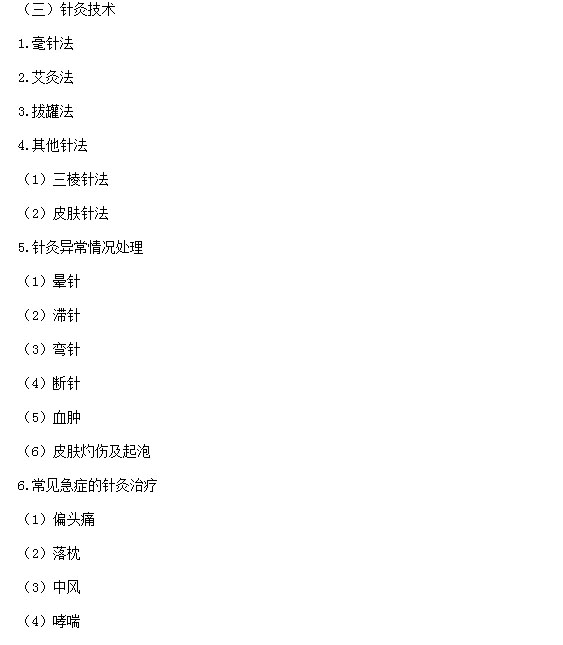 （三）针灸技术
1.毫针法
2.艾灸法
3.拔罐法
4.其他针法
（1）三棱针法
（2）皮肤针法
5.针灸异常情况处理
（1）晕针
（2）滞针
（3）弯针
（4）断针
（5）血肿
（6）皮肤灼伤及起泡
6.常见急症的针灸治疗
（1）偏头痛
（2）落枕
（3）中风
（4）哮喘